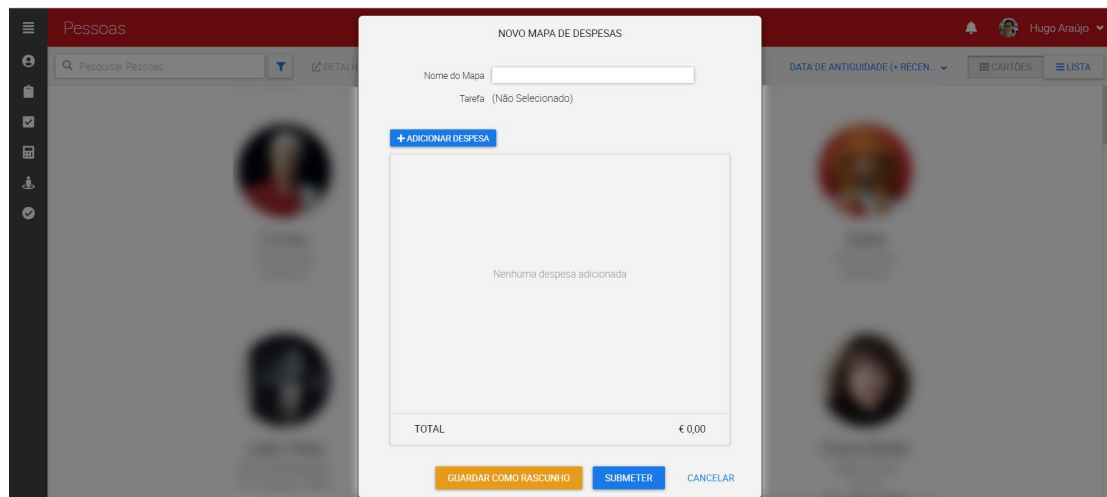 Pessoas
Hugo Araújo
Pesquisar Pessoas
DETALH
DATA DE ANTIGUIDADE (+ RECEN...
CARTÕES
LISTA
NOVO MAPA DE DESPESAS
Nome do Mapa
Tarefa (Não Selecionado)
+ ADICIONAR DESPESA
Nenhuma despesa adicionada
TOTAL € 0,00
GUARDAR COMO RASCUNHO SUBMETER CANCELAR